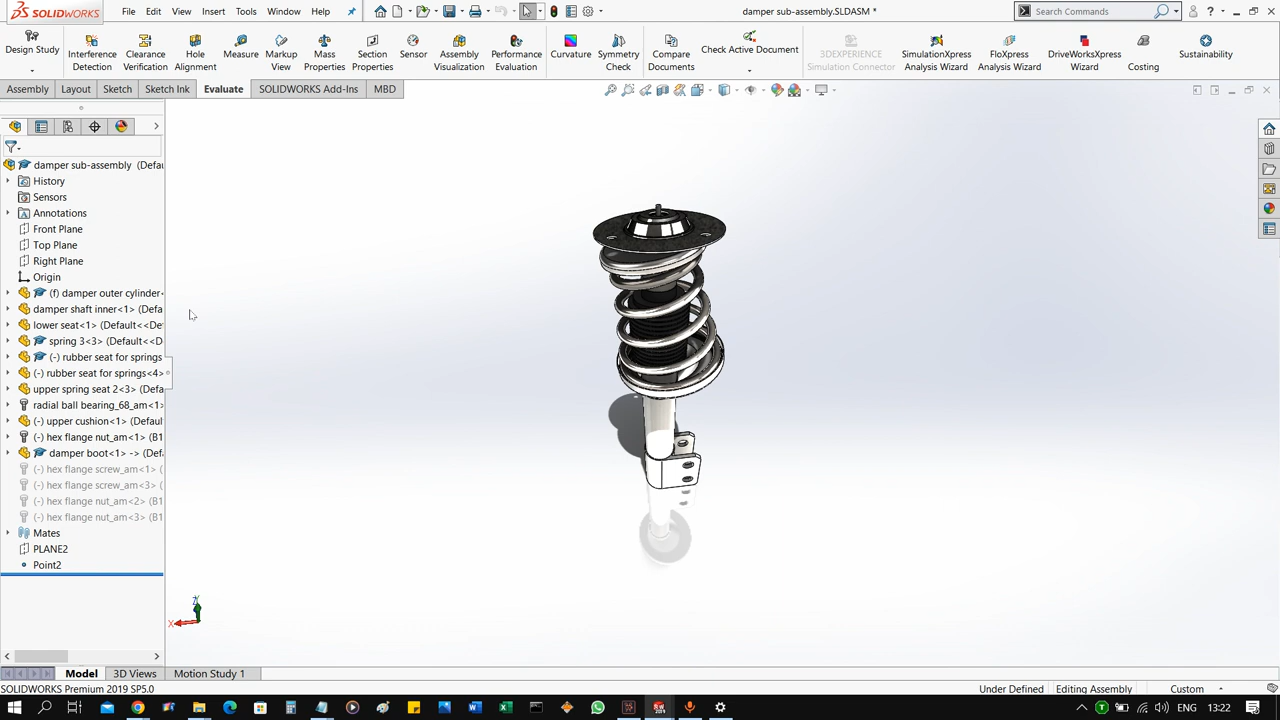 SOLIDWORKS File Edit View Insert Tools Window Help damper sub-assembly.SLDASM * Search Commands
Design Study
Interference Detection
Clearance Verification
Hole Alignment
Measure
Markup View
Mass Properties
Section Properties
Sensor
Assembly Visualization
Performance Evaluation
Curvature
Symmetry Check
Compare Documents
Check Active Document
3DEXPERIENCE Simulation Connector
SimulationXpress Analysis Wizard
FloXpress Analysis Wizard
DriveWorksXpress Wizard
Costing
Sustainability
Assembly Layout Sketch Sketch Ink Evaluate SOLIDWORKS Add-Ins MBD
damper sub-assembly (Defau
History
Sensors
Annotations
Front Plane
Top Plane
Right Plane
Origin
(f) damper outer cylinder<
damper shaft inner<1> (Defa
lower seat<1> (Default<<De
spring 3<3> (Default<<D
(-) rubber seat for springs
(-) rubber seat for springs<4>
upper spring seat 2<3> (Defa
radial ball bearing_68_am<1>
(-) upper cushion<1> (Default
(-) hex flange nut_am<1> (B1
damper boot<1> -> (Def
(-) hex flange screw_am<1> (
(-) hex flange screw_am<3> (
(-) hex flange nut_am<2> (B1
(-) hex flange nut_am<3> (B1
Mates
PLANE2
Point2
Model 3D Views Motion Study 1
SOLIDWORKS Premium 2019 SP5.0 Under Defined Editing Assembly Custom
ENG 13:22